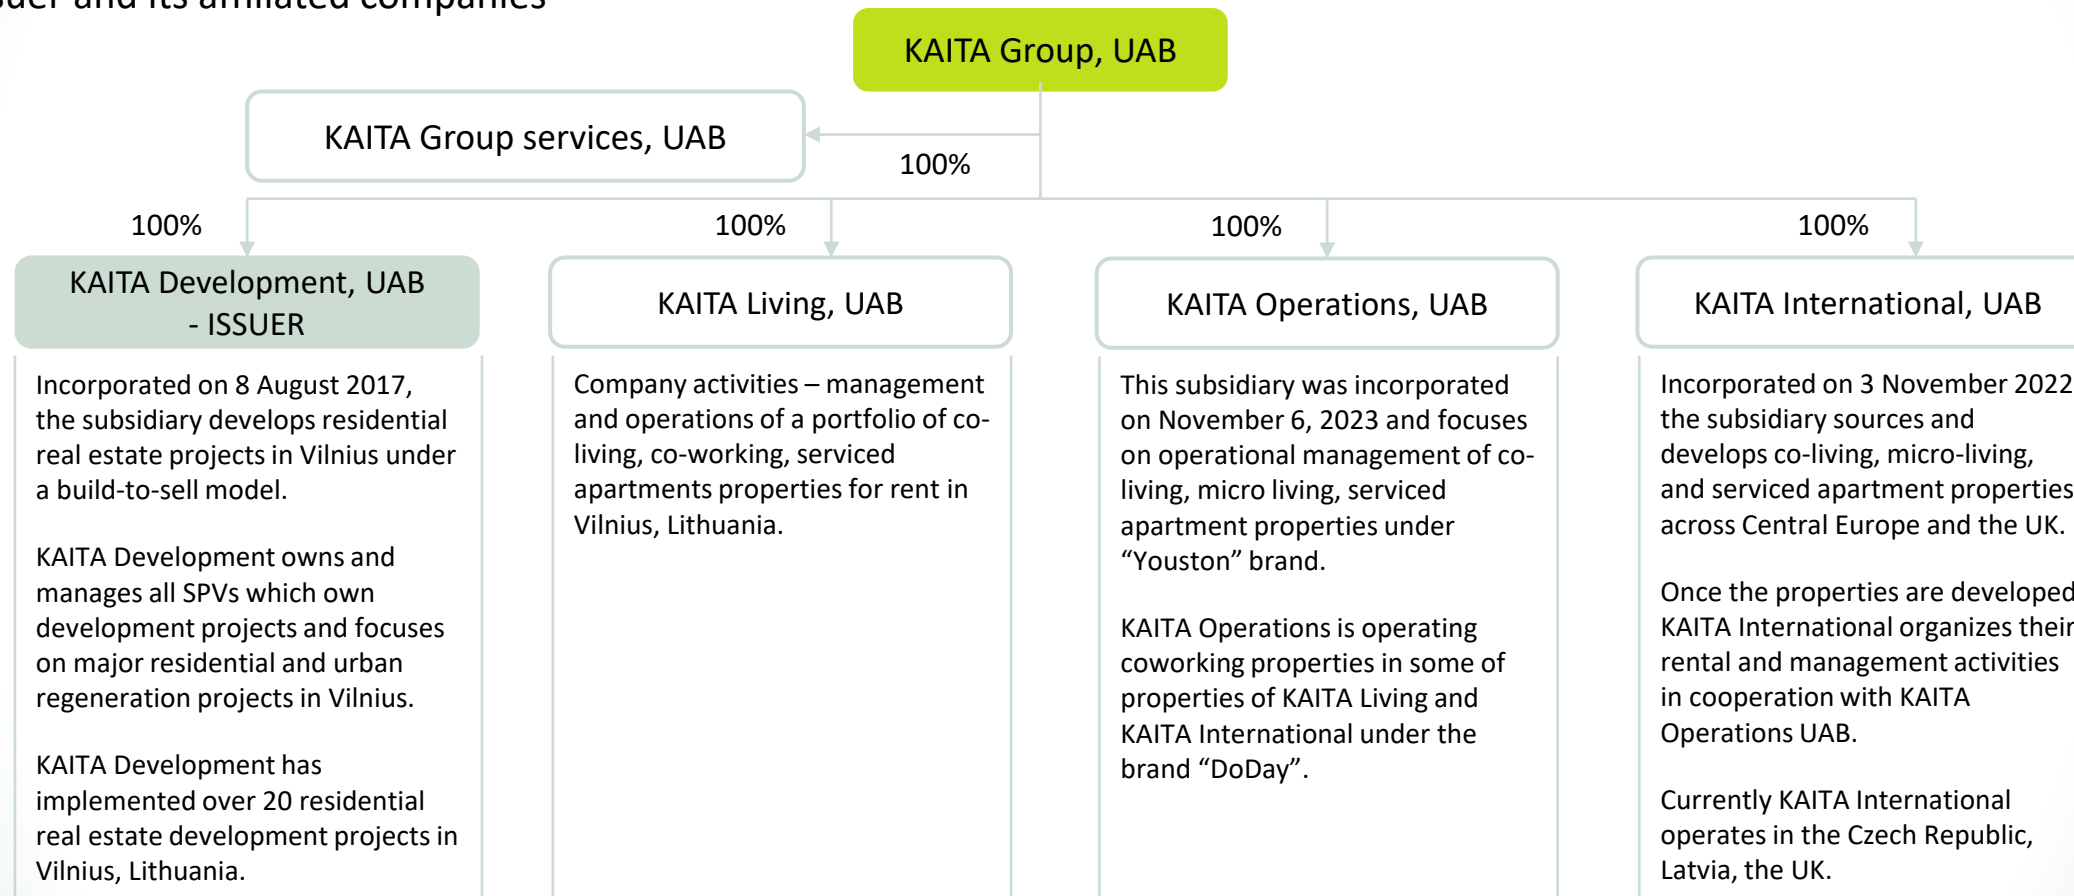 and its affiliated companies
KAITA Group, UAB
KAITA Group services, UAB
100%
100%
100%
100%
100%
KAITA Development, UAB
- ISSUER
Incorporated on 8 August 2017,
the subsidiary develops residential
real estate projects in Vilnius under
a build-to-sell model.
KAITA Development owns and
manages all SPVs which own
development projects and focuses
on major residential and urban
regeneration projects in Vilnius.
KAITA Development has
implemented over 20 residential
real estate development projects in
Vilnius, Lithuania.
KAITA Living, UAB
Company activities – management
and operations of a portfolio of co-
living, co-working, serviced
apartments properties for rent in
Vilnius, Lithuania.
KAITA Operations, UAB
This subsidiary was incorporated
on November 6, 2023 and focuses
on operational management of co-
living, micro living, serviced
apartment properties under
“Youston” brand.
KAITA Operations is operating
coworking properties in some of
properties of KAITA Living and
KAITA International under the
brand “DoDay”.
KAITA International, UAB
Incorporated on 3 November 2022
the subsidiary sources and
develops co-living, micro-living,
and serviced apartment properties
across Central Europe and the UK.
Once the properties are developed
KAITA International organizes their
rental and management activities
in cooperation with KAITA
Operations UAB.
Currently KAITA International
operates in the Czech Republic,
Latvia, the UK.